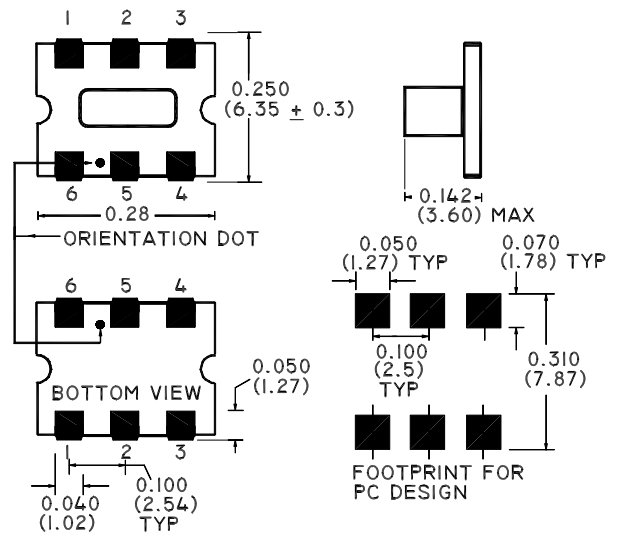 1 2 3
0.250
(6.35 ± 0.3)
6 5 4
0.28
ORIENTATION DOT
0.142
(3.60) MAX
0.050
(1.27) TYP
0.070
(1.78) TYP
6 5 4
BOTTOM VIEW
0.050
(1.27)
1 2 3
0.040
(1.02)
0.100
(2.54)
TYP
0.100
(2.5)
TYP
0.310
(7.87)
FOOTPRINT FOR
PC DESIGN